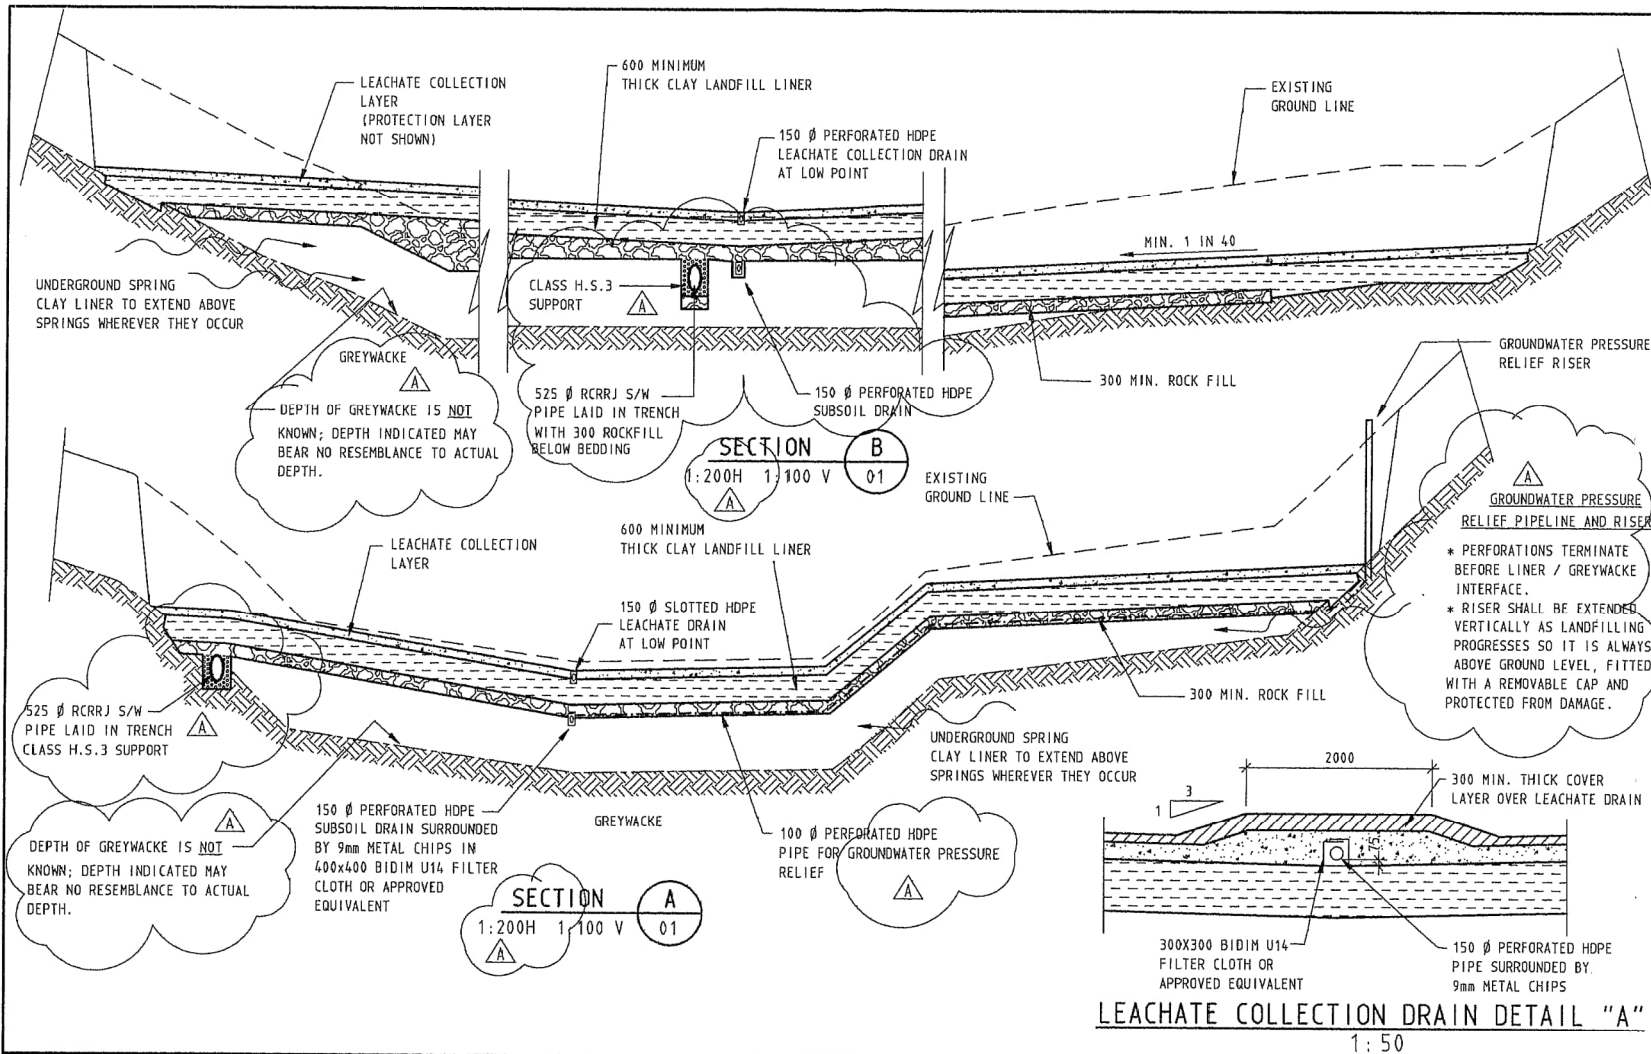 LEACHATE COLLECTION
LAYER
(PROTECTION LAYER
NOT SHOWN)
600 MINIMUM
THICK CLAY LANDFILL LINER
150 Ø PERFORATED HDPE
LEACHATE COLLECTION DRAIN
AT LOW POINT
EXISTING
GROUND LINE
MIN. 1 IN 40
UNDERGROUND SPRING
CLAY LINER TO EXTEND ABOVE
SPRINGS WHEREVER THEY OCCUR
CLASS H.S.3
SUPPORT
A
GREYWACKE
A
DEPTH OF GREYWACKE IS NOT
KNOWN; DEPTH INDICATED MAY
BEAR NO RESEMBLANCE TO ACTUAL
DEPTH.
525 Ø RCRRJ S/W
PIPE LAID IN TRENCH
WITH 300 ROCKFILL
BELOW BEDDING
150 Ø PERFORATED HDPE
SUBSOIL DRAIN
300 MIN. ROCK FILL
GROUNDWATER PRESSURE
RELIEF RISER
SECTION B
1:200H 1:100 V 01
A
EXISTING
GROUND LINE
A
GROUNDWATER PRESSURE
RELIEF PIPELINE AND RISER
* PERFORATIONS TERMINATE
BEFORE LINER / GREYWACKE
INTERFACE.
* RISER SHALL BE EXTENDED
VERTICALLY AS LANDFILLING
PROGRESSES SO IT IS ALWAYS
ABOVE GROUND LEVEL, FITTED
WITH A REMOVABLE CAP AND
PROTECTED FROM DAMAGE.
LEACHATE COLLECTION
LAYER
600 MINIMUM
THICK CLAY LANDFILL LINER
150 Ø SLOTTED HDPE
LEACHATE DRAIN
AT LOW POINT
300 MIN. ROCK FILL
525 Ø RCRRJ S/W
PIPE LAID IN TRENCH
CLASS H.S.3 SUPPORT
A
UNDERGROUND SPRING
CLAY LINER TO EXTEND ABOVE
SPRINGS WHEREVER THEY OCCUR
A
DEPTH OF GREYWACKE IS NOT
KNOWN; DEPTH INDICATED MAY
BEAR NO RESEMBLANCE TO ACTUAL
DEPTH.
150 Ø PERFORATED HDPE
SUBSOIL DRAIN SURROUNDED
BY 9mm METAL CHIPS IN
400x400 BIDIM U14 FILTER
CLOTH OR APPROVED
EQUIVALENT
GREYWACKE
100 Ø PERFORATED HDPE
PIPE FOR GROUNDWATER PRESSURE
RELIEF
A
SECTION A
1:200H 1:100 V 01
A
2000
3
1
300 MIN. THICK COVER
LAYER OVER LEACHATE DRAIN
300X300 BIDIM U14
FILTER CLOTH OR
APPROVED EQUIVALENT
150 Ø PERFORATED HDPE
PIPE SURROUNDED BY
9mm METAL CHIPS
LEACHATE COLLECTION DRAIN DETAIL "A"
1:50